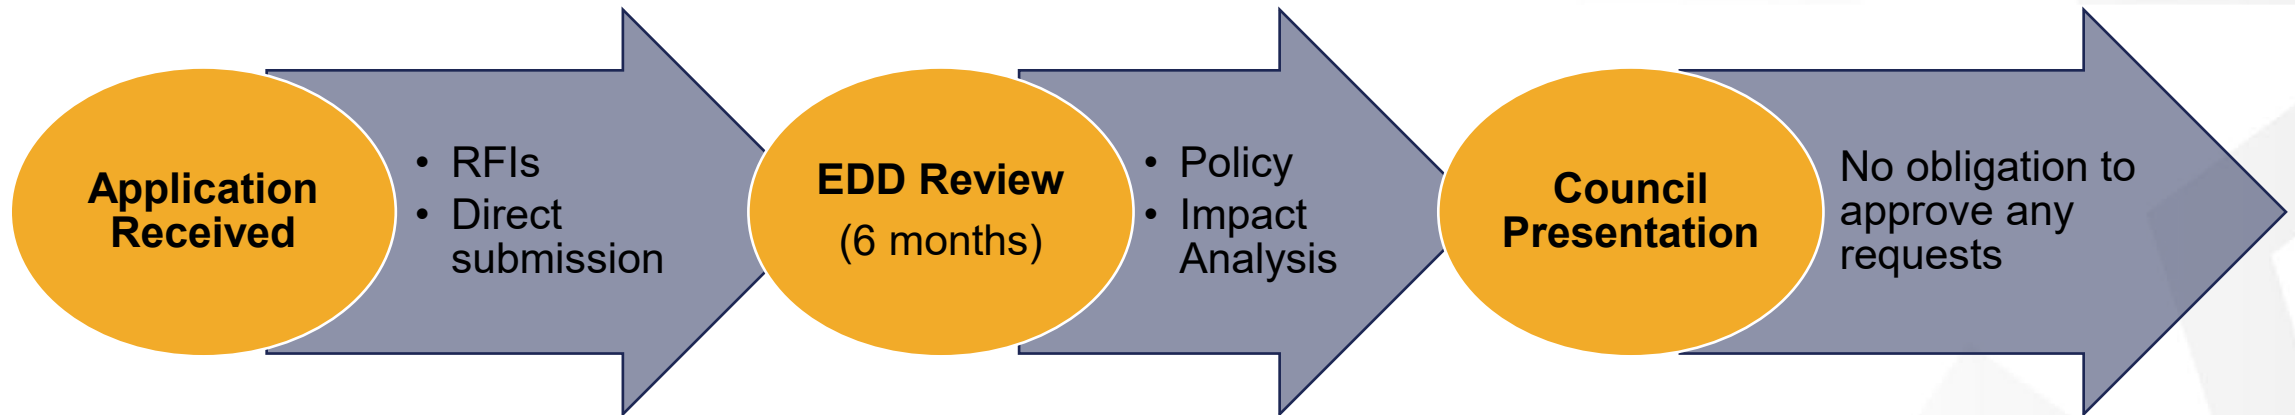 Application
Received
• RFIs
• Direct
submission
EDD Review
(6 months)
• Policy
• Impact
Analysis
Council
Presentation
No obligation to
approve any
requests